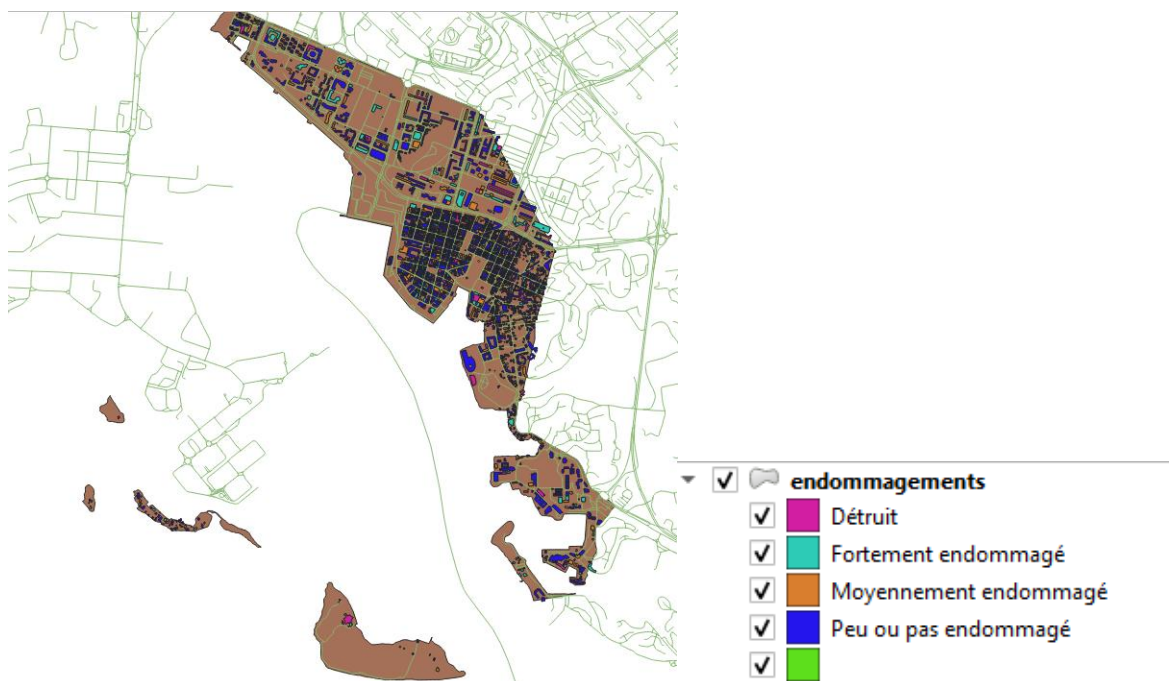 endommagements
Détruit
Fortement endommagé
Moyennement endommagé
Peu ou pas endommagé